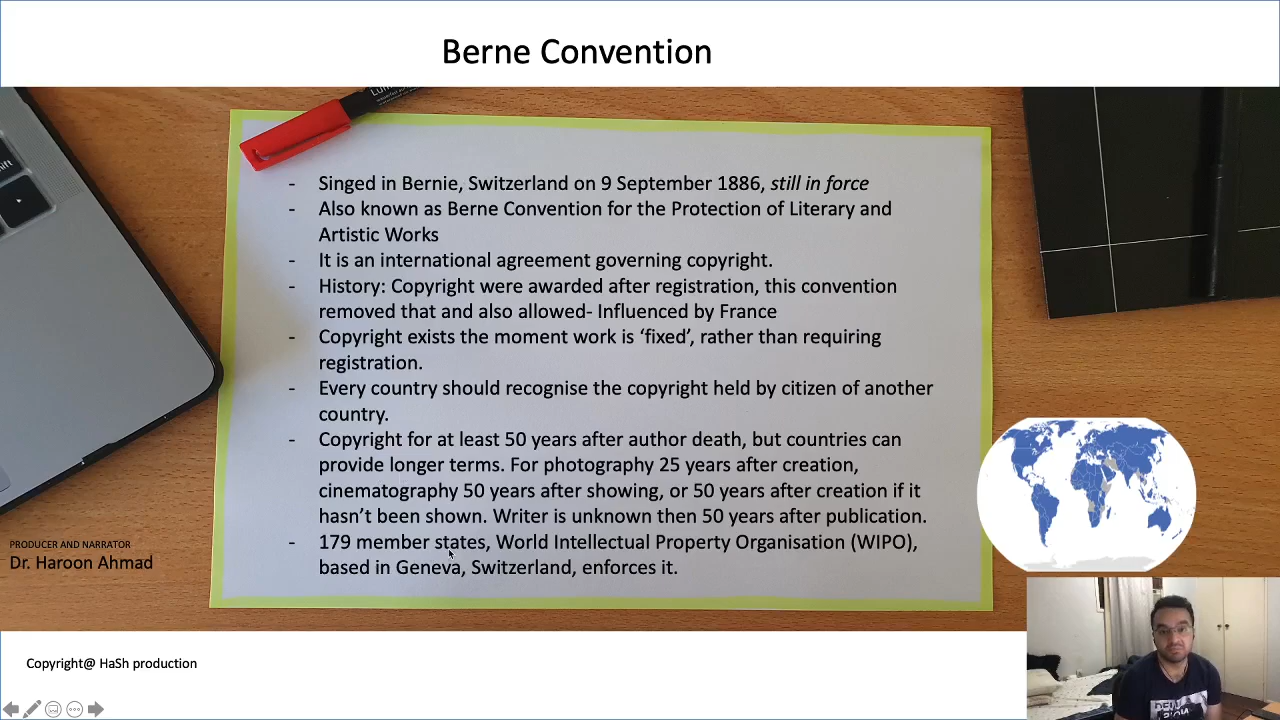 Berne Convention
Lum
shift
- Singed in Bernie, Switzerland on 9 September 1886, still in force
- Also known as Berne Convention for the Protection of Literary and
Artistic Works
- It is an international agreement governing copyright.
- History: Copyright were awarded after registration, this convention
removed that and also allowed- Influenced by France
- Copyright exists the moment work is ‘fixed’, rather than requiring
registration.
- Every country should recognise the copyright held by citizen of another
country.
- Copyright for at least 50 years after author death, but countries can
provide longer terms. For photography 25 years after creation,
cinematography 50 years after showing, or 50 years after creation if it
hasn’t been shown. Writer is unknown then 50 years after publication.
- 179 member states, World Intellectual Property Organisation (WIPO),
based in Geneva, Switzerland, enforces it.
PRODUCER AND NARRATOR
Dr. Haroon Ahmad
Copyright@ HaSh production